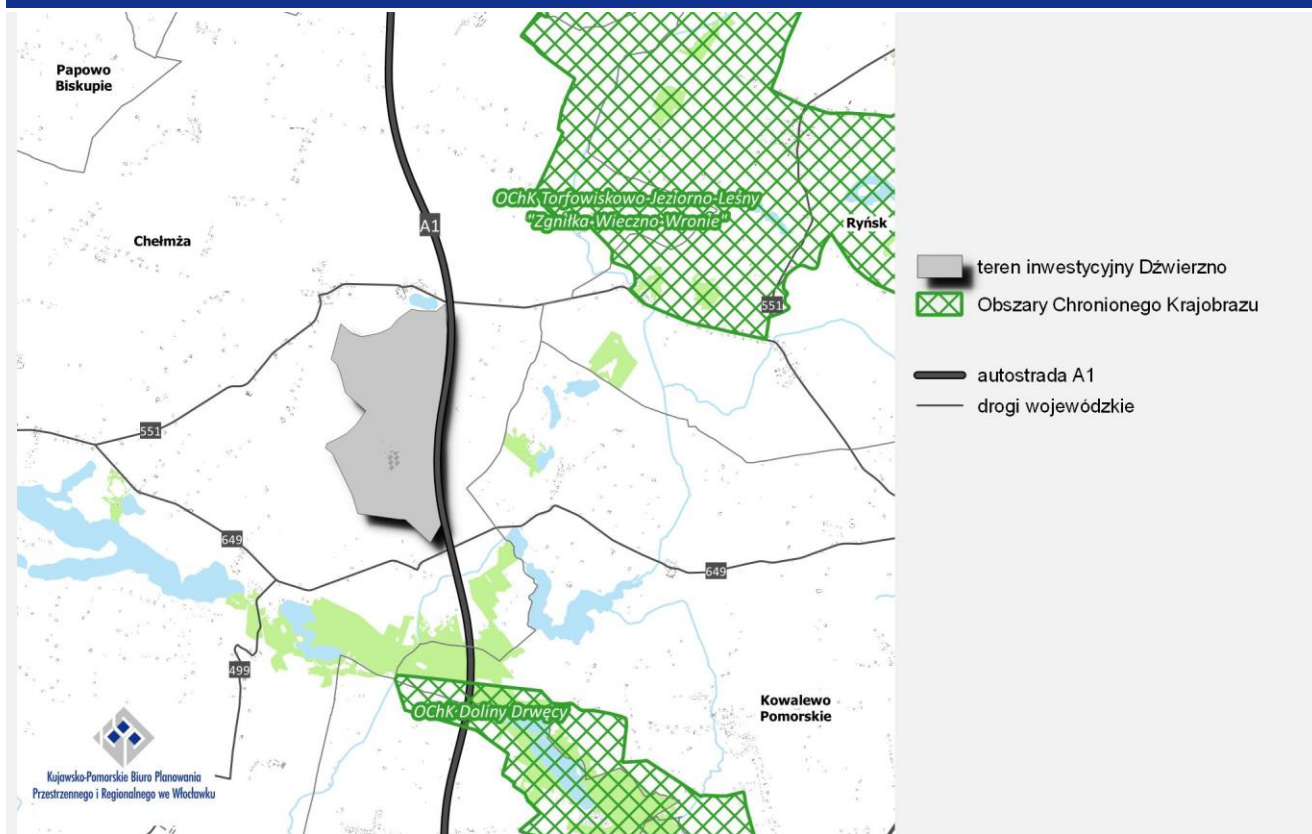 Papowo
Biskupie
A1
OChK Torfowiskowo-Jeziorno-Leśny
"Zgniłka-Wieczno-Wronie"
Ryńsk
Chełmża
551
551
649
649
499
OChK Doliny Drwęcy
Kowalewo
Pomorskie
Kujawsko-Pomorskie Biuro Planowania
Przestrzennego i Regionalnego we Włocławku
teren inwestycyjny Dźwierzno
Obszary Chronionego Krajobrazu
autostrada A1
drogi wojewódzkie